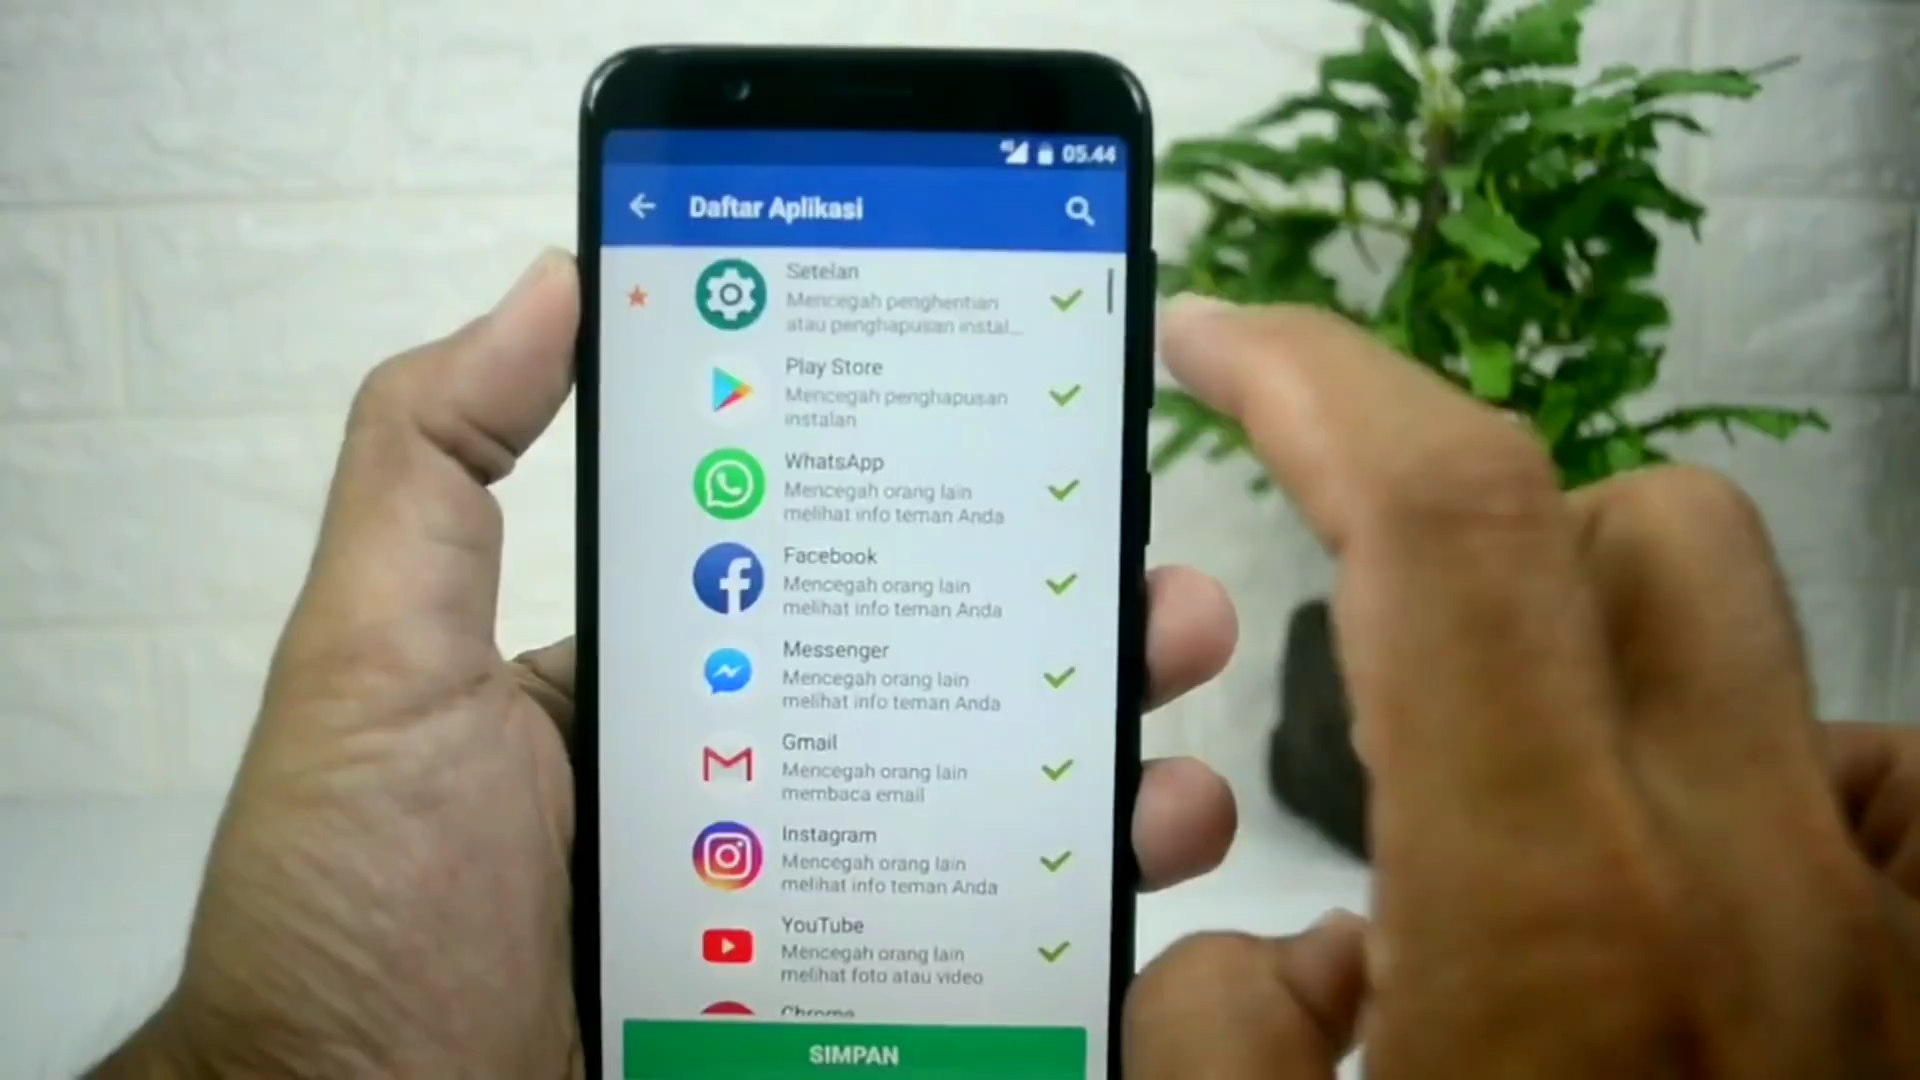 4G 05.44
Daftar Aplikasi
Setelan
Mencegah penghentian
atau penghapusan instal...
Play Store
Mencegah penghapusan
instalan
WhatsApp
Mencegah orang lain
melihat info teman Anda
Facebook
Mencegah orang lain
melihat info teman Anda
Messenger
Mencegah orang lain
melihat info teman Anda
Gmail
Mencegah orang lain
membaca email
Instagram
Mencegah orang lain
melihat info teman Anda
YouTube
Mencegah orang lain
melihat foto atau video
Chrome
SIMPAN